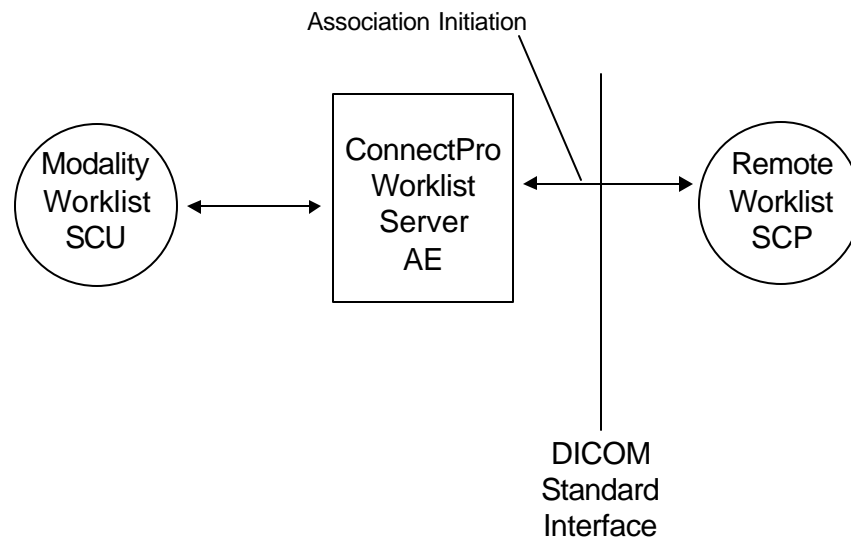 Association Initiation
Modality
Worklist
SCU
ConnectPro
Worklist
Server
AE
Remote
Worklist
SCP
DICOM
Standard
Interface